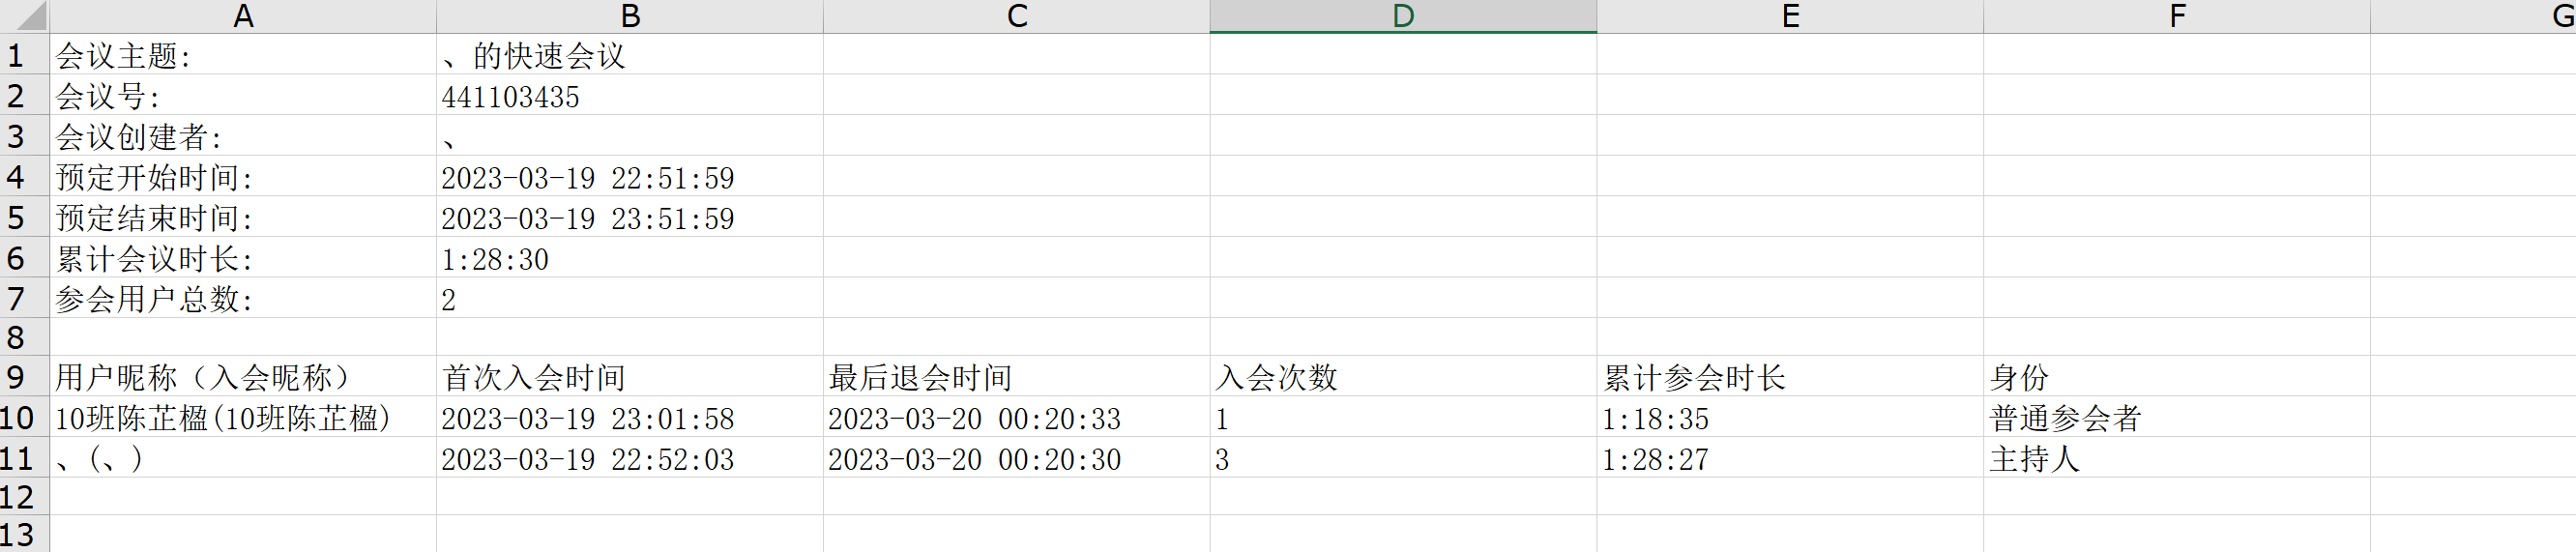 A B C D E F G
1 会议主题: 、的快速会议
2 会议号: 441103435
3 会议创建者: 、
4 预定开始时间: 2023-03-19 22:51:59
5 预定结束时间: 2023-03-19 23:51:59
6 累计会议时长: 1:28:30
7 参会用户总数: 2
8
9 用户昵称（入会昵称） 首次入会时间 最后退会时间 入会次数 累计参会时长 身份
10 10班陈芷楹(10班陈芷楹) 2023-03-19 23:01:58 2023-03-20 00:20:33 1 1:18:35 普通参会者
11 、(、) 2023-03-19 22:52:03 2023-03-20 00:20:30 3 1:28:27 主持人
12
13